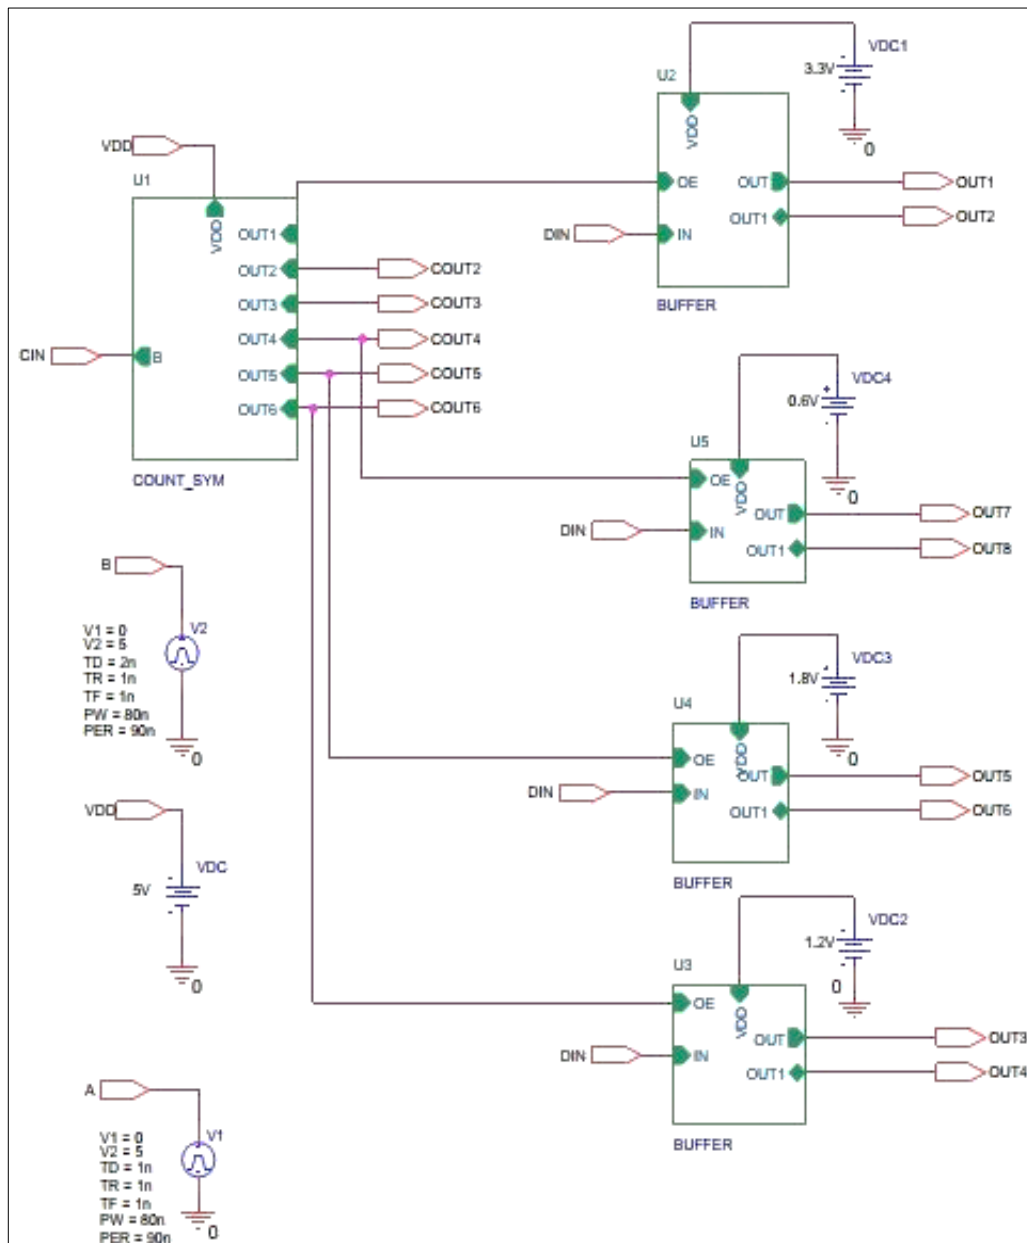 VDC1
3.3V
0
U2
VDD
OE
OUT
OUT1
OUT1
OUT2
DIN
IN
BUFFER
VDD
U1
VDD
OUT1
OUT2
COUT2
OUT3
COUT3
OUT4
COUT4
CIN
B
OUT5
COUT5
OUT6
COUT6
COUNT_SYM
VDC4
0.6V
0
U5
VDD
OE
OUT
OUT7
DIN
IN
OUT1
OUT8
BUFFER
B
V2
V1 = 0
V2 = 5
TD = 2n
TR = 1n
TF = 1n
PW = 80n
PER = 90n
0
VDC3
1.8V
0
U4
VDD
OE
OUT
OUT5
DIN
IN
OUT1
OUT6
BUFFER
VDD
VDC
5V
0
VDC2
1.2V
0
U3
VDD
OE
OUT
OUT3
DIN
IN
OUT1
OUT4
BUFFER
A
V1
V1 = 0
V2 = 5
TD = 1n
TR = 1n
TF = 1n
PW = 80n
PER = 90n
0